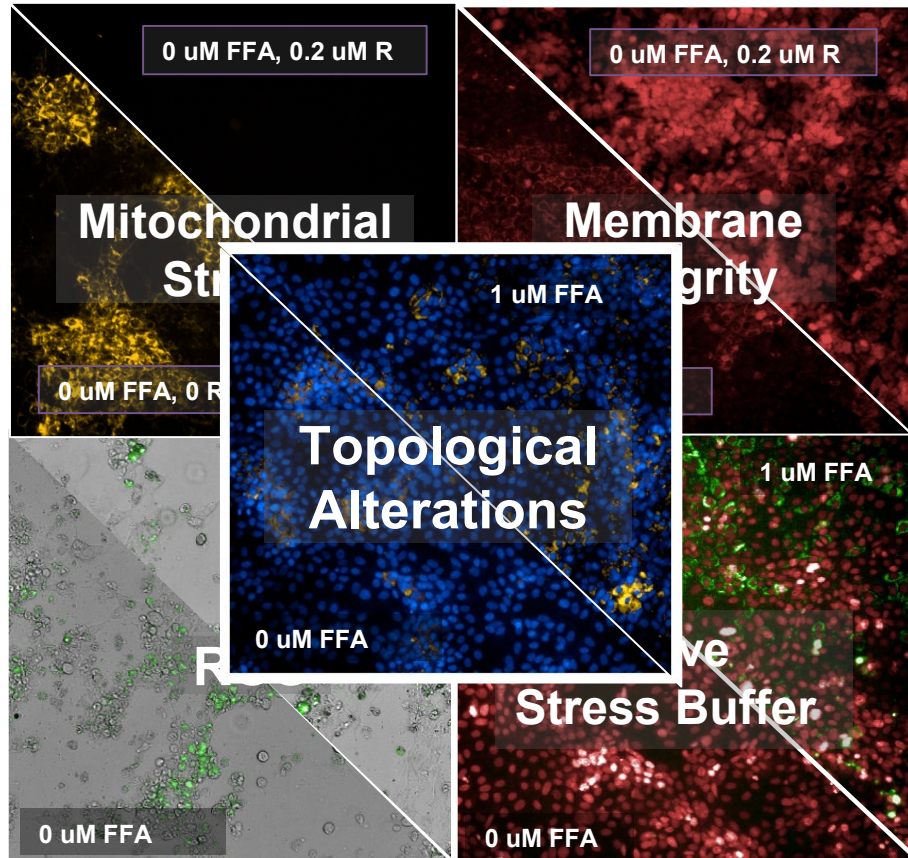 0 uM FFA, 0.2 uM R
0 uM FFA, 0.2 uM R
Mitochondrial
Membrane
1 uM FFA
0 uM FFA, 0 R
Topological
Alterations
1 uM FFA
0 uM FFA
Stress Buffer
0 uM FFA
0 uM FFA